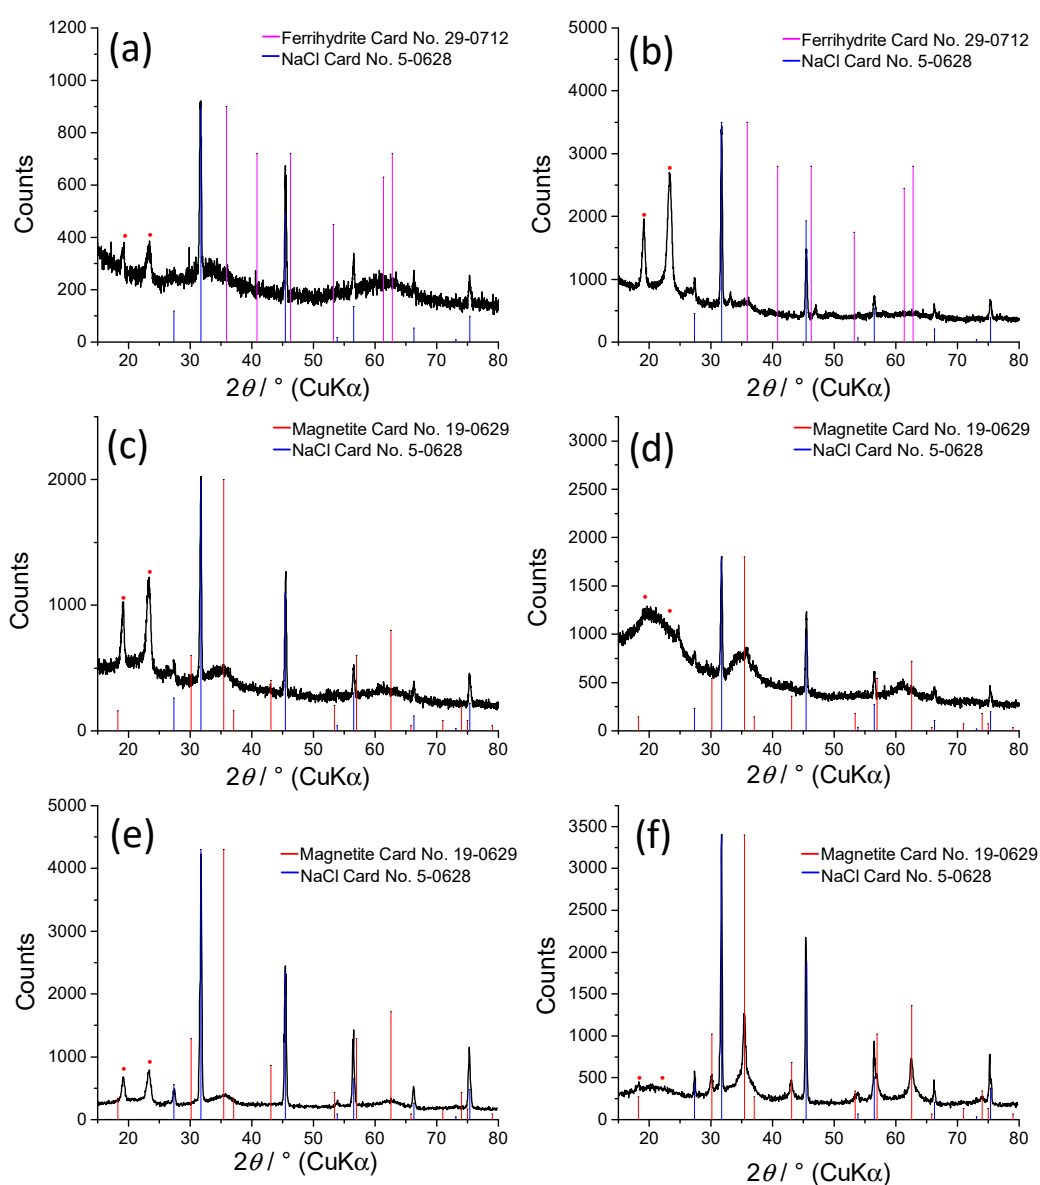 (a)
Ferrihydrite Card No. 29-0712
NaCl Card No. 5-0628
1200
1000
800
600
400
200
0
Counts
20 30 40 50 60 70 80
2θ / ° (CuKα)
(b)
Ferrihydrite Card No. 29-0712
NaCl Card No. 5-0628
5000
4000
3000
2000
1000
0
Counts
20 30 40 50 60 70 80
2θ / ° (CuKα)
(c)
Magnetite Card No. 19-0629
NaCl Card No. 5-0628
2000
1000
0
Counts
20 30 40 50 60 70 80
2θ / ° (CuKα)
(d)
Magnetite Card No. 19-0629
NaCl Card No. 5-0628
3000
2500
2000
1500
1000
500
0
Counts
20 30 40 50 60 70 80
2θ / ° (CuKα)
(e)
Magnetite Card No. 19-0629
NaCl Card No. 5-0628
5000
4000
3000
2000
1000
0
Counts
20 30 40 50 60 70 80
2θ / ° (CuKα)
(f)
Magnetite Card No. 19-0629
NaCl Card No. 5-0628
3500
3000
2500
2000
1500
1000
500
0
Counts
20 30 40 50 60 70 80
2θ / ° (CuKα)